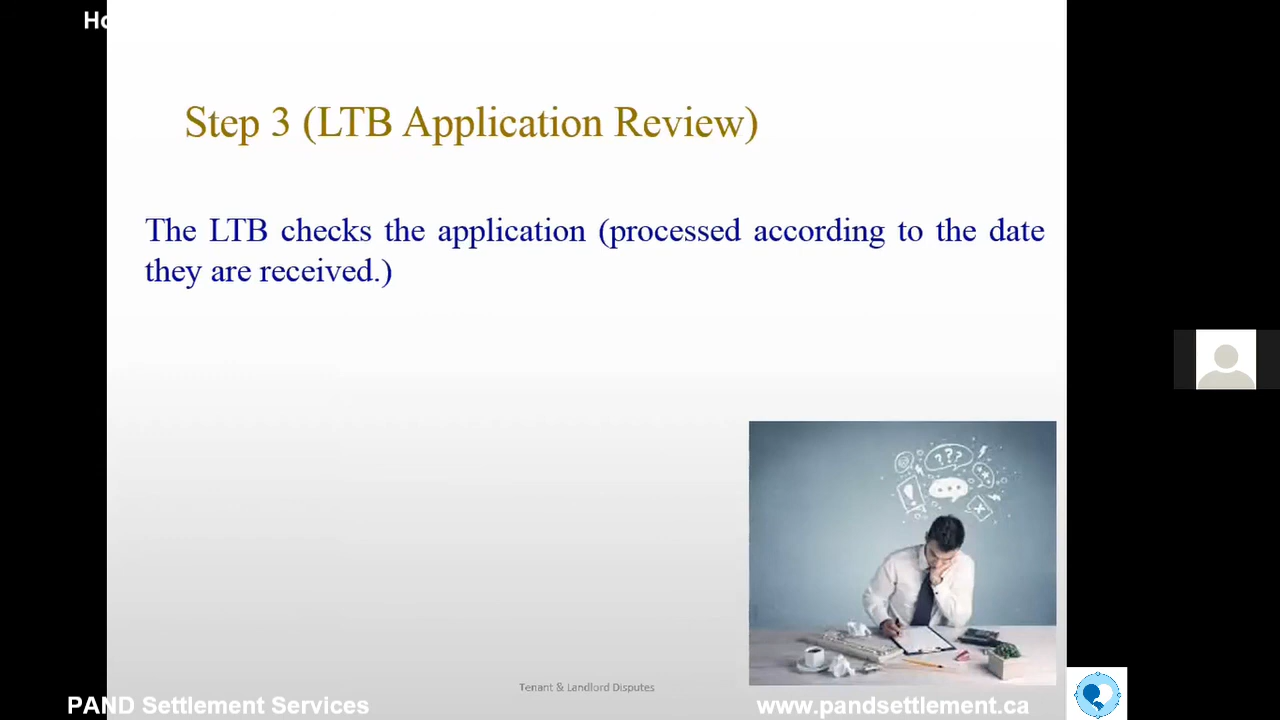 Ho
Step 3 (LTB Application Review)
The LTB checks the application (processed according to the date
they are received.)
???
Tenant & Landlord Disputes
PAND Settlement Services
www.pandsettlement.ca